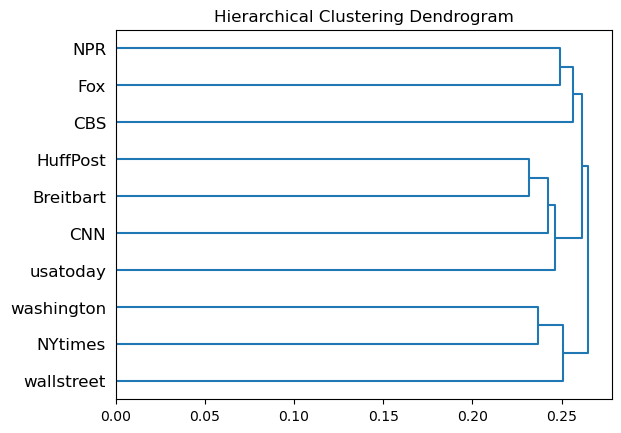 Hierarchical Clustering Dendrogram
NPR
Fox
CBS
HuffPost
Breitbart
CNN
usatoday
washington
NYtimes
wallstreet
0.00 0.05 0.10 0.15 0.20 0.25